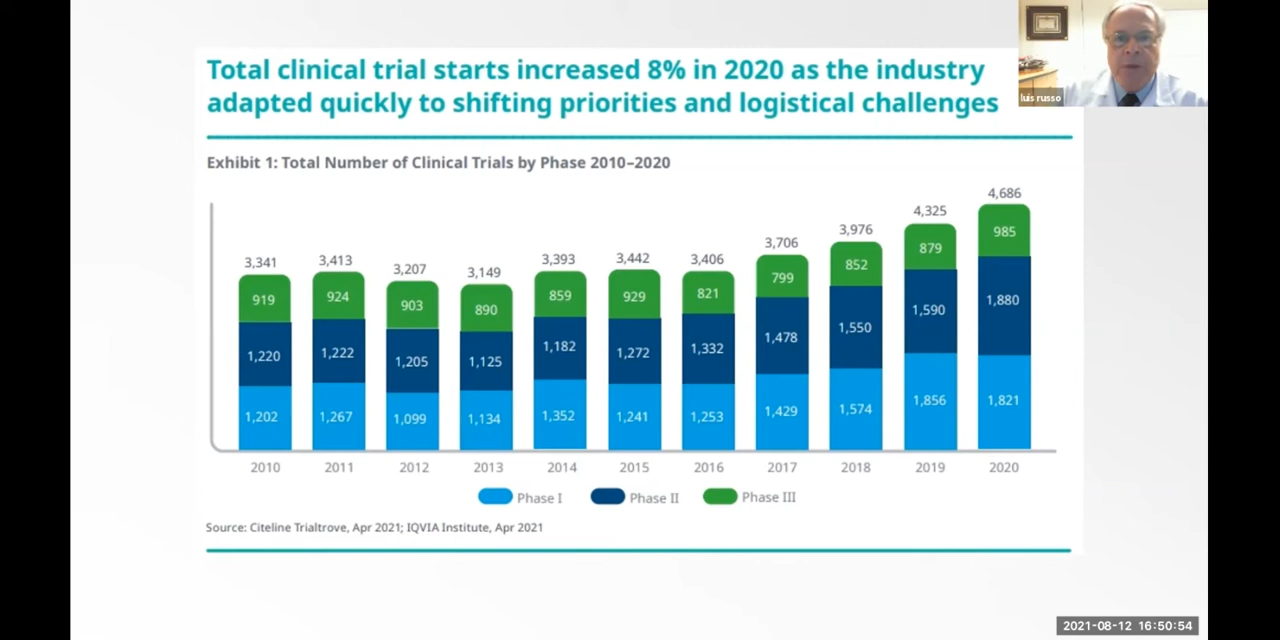 Total clinical trial starts increased 8% in 2020 as the industry
adapted quickly to shifting priorities and logistical challenges
luis russo
Exhibit 1: Total Number of Clinical Trials by Phase 2010–2020
3,341 3,413 3,207 3,149 3,393 3,442 3,406 3,706 3,976 4,325 4,686
919 924 903 890 859 929 821 799 852 879 985
1,220 1,222 1,205 1,125 1,182 1,272 1,332 1,478 1,550 1,590 1,880
1,202 1,267 1,099 1,134 1,352 1,241 1,253 1,429 1,574 1,856 1,821
2010 2011 2012 2013 2014 2015 2016 2017 2018 2019 2020
Phase I Phase II Phase III
Source: Citeline Trialtrove, Apr 2021; IQVIA Institute, Apr 2021
2021-08-12 16:50:54